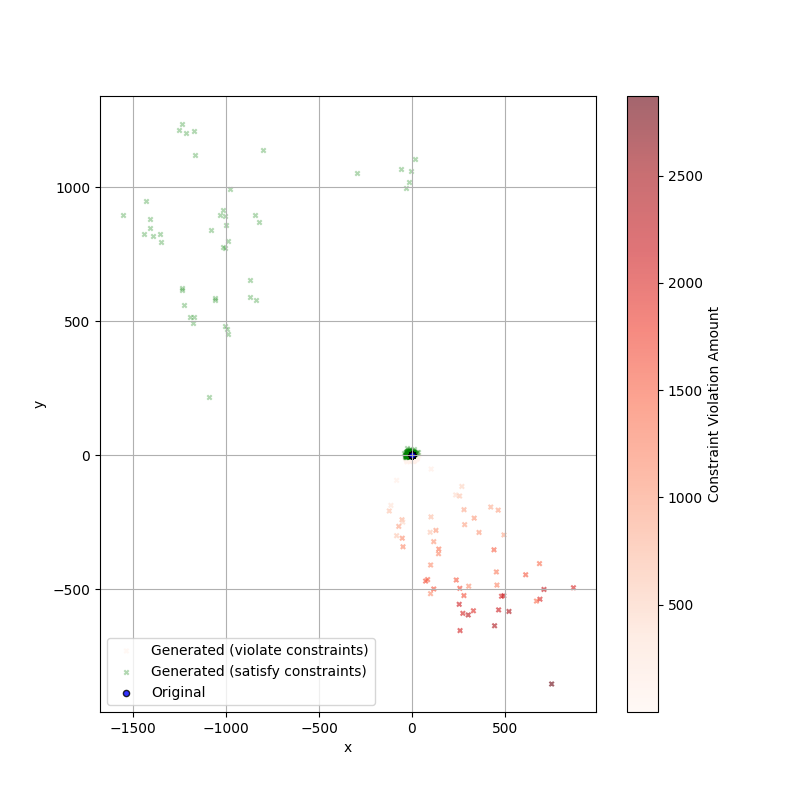 1000
500
0
−500
y
−1500
−1000
−500
0
500
x
Generated (violate constraints)
Generated (satisfy constraints)
Original
2500
2000
1500
1000
500
Constraint Violation Amount